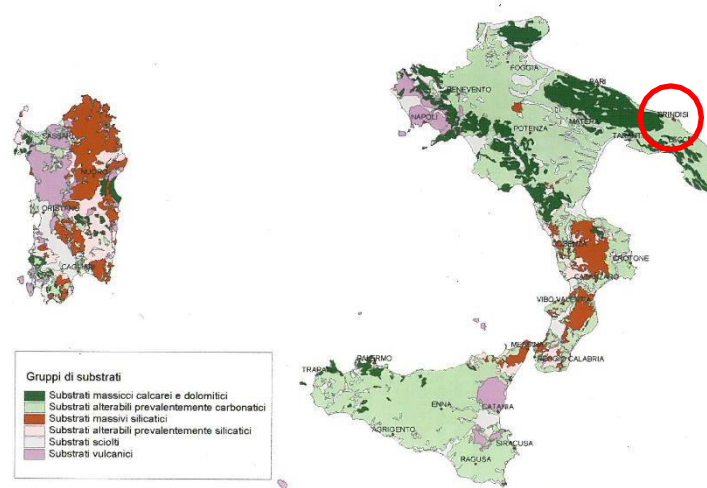 FOGGIA
BENEVENTO
BARI
NAPOLI
BRINDISI
MATERA
POTENZA
TARANTO
LECCE
SASSARI
NUORO
ORISTANO
CAGLIARI
COSENZA
CROTONE
CATANZARO
VIBO VALENTIA
MESSINA
REGGIO CALABRIA
PALERMO
TRAPANI
ENNA
CATANIA
AGRIGENTO
SIRACUSA
RAGUSA
Gruppi di substrati
Substrati massicci calcarei e dolomitici
Substrati alterabili prevalentemente carbonatici
Substrati massivi silicatici
Substrati alterabili prevalentemente silicatici
Substrati sciolti
Substrati vulcanici